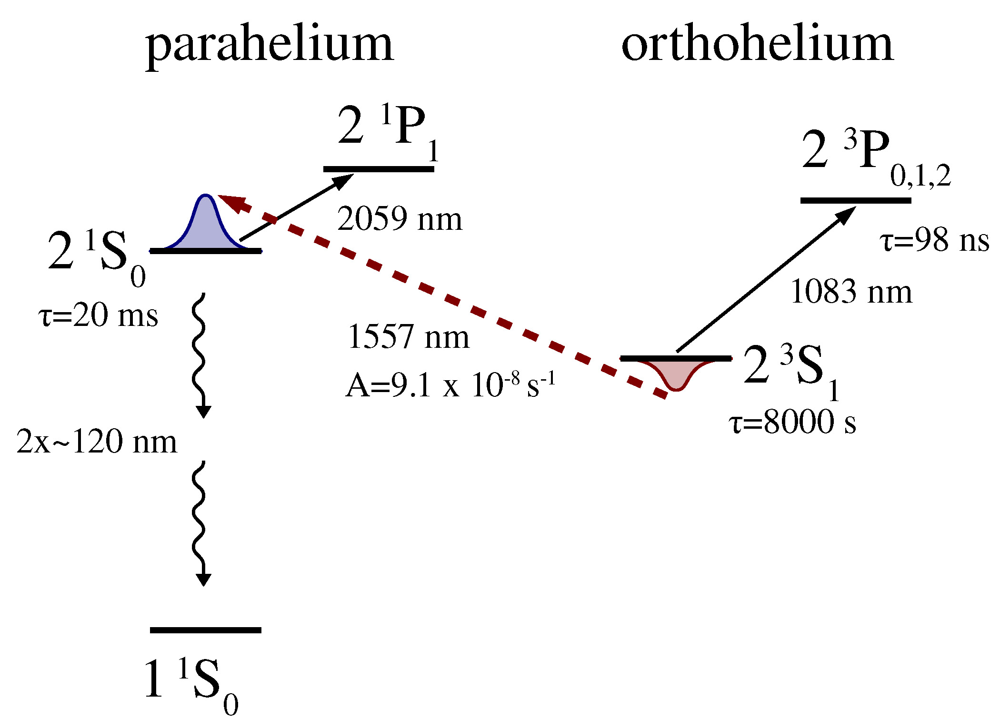 parahelium
orthohelium
2 ¹P₁
2 ³P₀,₁,₂
2059 nm
2 ¹S₀
τ=98 ns
1083 nm
τ=20 ms
1557 nm
2 ³S₁
A=9.1 x 10⁻⁸ s⁻¹
τ=8000 s
2x~120 nm
1 ¹S₀